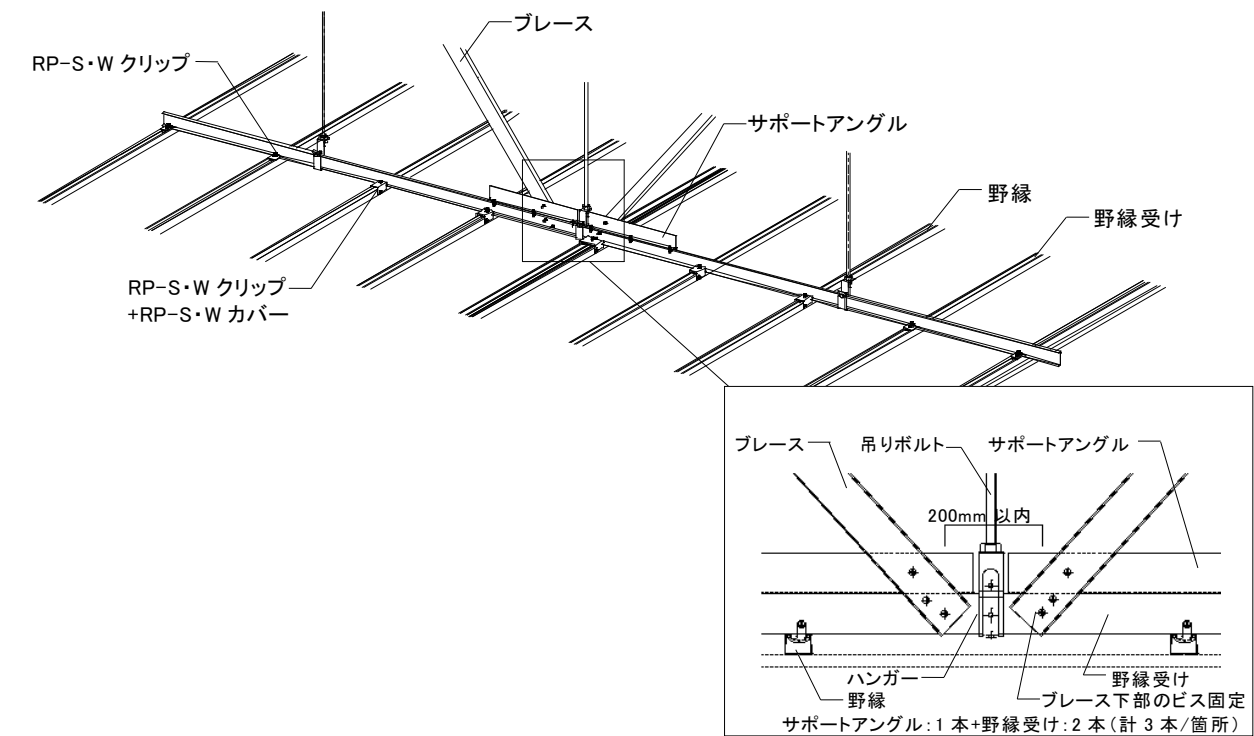 ブレース
RP-S・W クリップ
サポートアングル
野縁
野縁受け
RP-S・W クリップ
+RP-S・W カバー
ブレース
吊りボルト
サポートアングル
200mm 以内
ハンガー
野縁受け
野縁
ブレース下部のビス固定
サポートアングル:1 本+野縁受け:2 本(計 3 本/箇所)